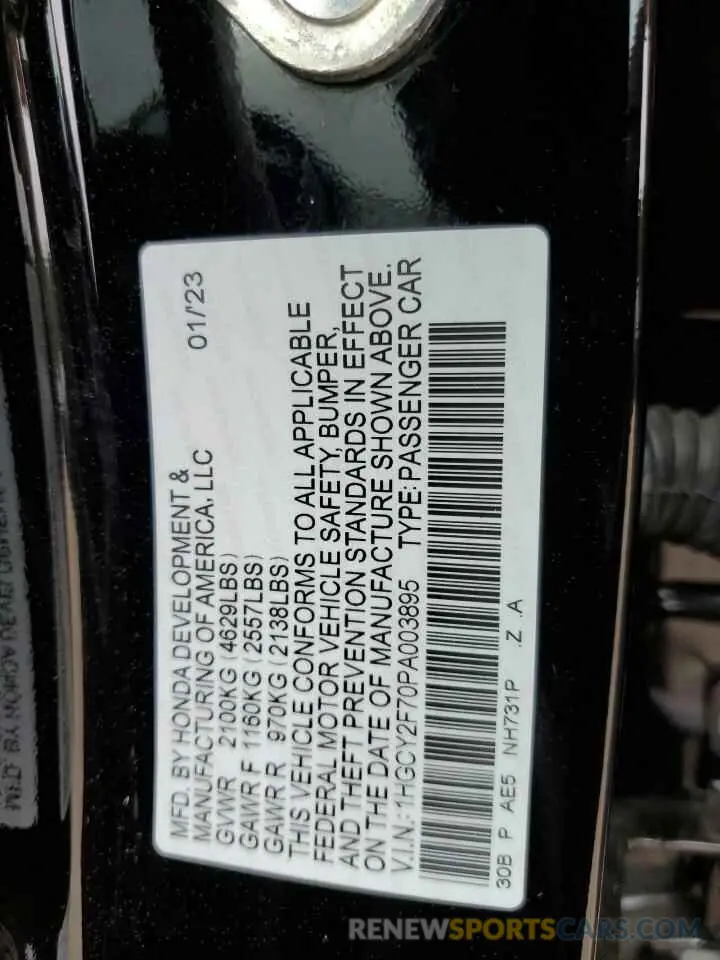 MFD. BY HONDA DEVELOPMENT &
MANUFACTURING OF AMERICA, LLC 01/'23
GVWR 2100KG (4629LBS)
GAWR F 1160KG (2557LBS)
GAWR R 970KG (2138LBS)
THIS VEHICLE CONFORMS TO ALL APPLICABLE
FEDERAL MOTOR VEHICLE SAFETY, BUMPER,
AND THEFT PREVENTION STANDARDS IN EFFECT
ON THE DATE OF MANUFACTURE SHOWN ABOVE.
V.I.N.: 1HGCY2F70PA003895 TYPE: PASSENGER CAR
30B P AE5 NH731P .Z .A
RENEWSPORTSCARS.COM